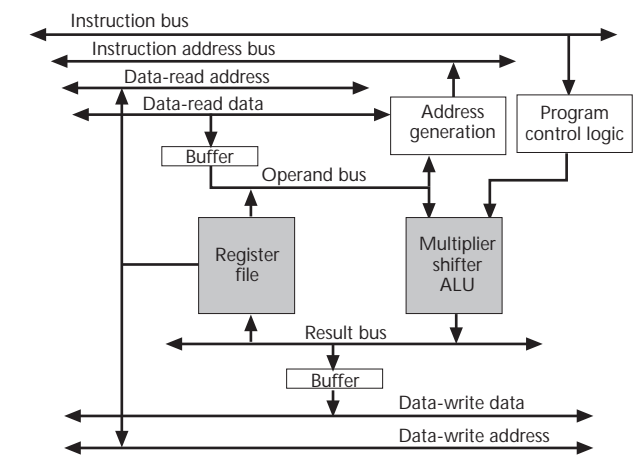 Instruction bus
Instruction address bus
Data-read address
Data-read data
Address
generation
Program
control logic
Buffer
Operand bus
Register
file
Multiplier
shifter
ALU
Result bus
Buffer
Data-write data
Data-write address